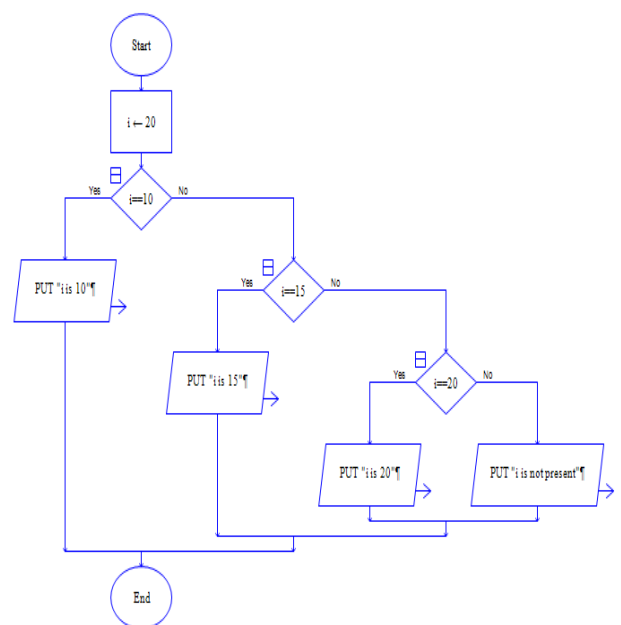 Start
i ← 20
Yes
i==10
No
PUT "i is 10"¶
Yes
i==15
No
PUT "i is 15"¶
Yes
i==20
No
PUT "i is 20"¶
PUT "i is not present"¶
End